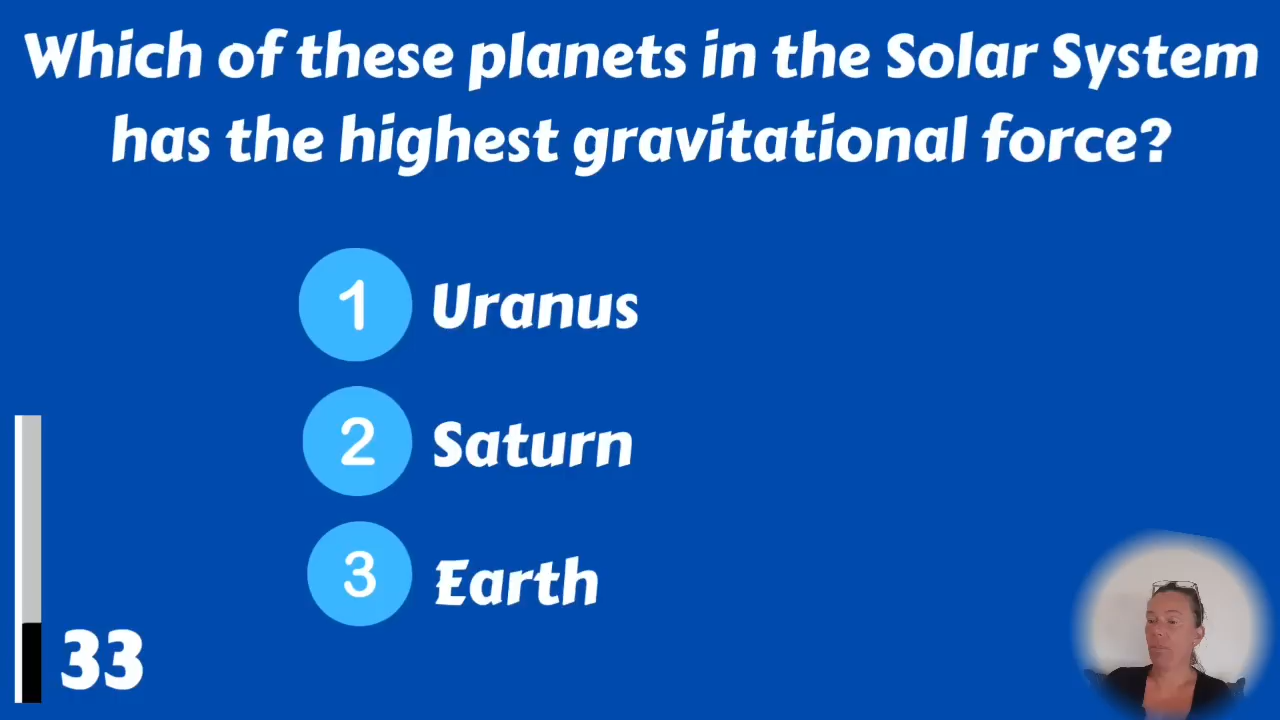 Which of these planets in the Solar System
has the highest gravitational force?
1 Uranus
2 Saturn
3 Earth
33